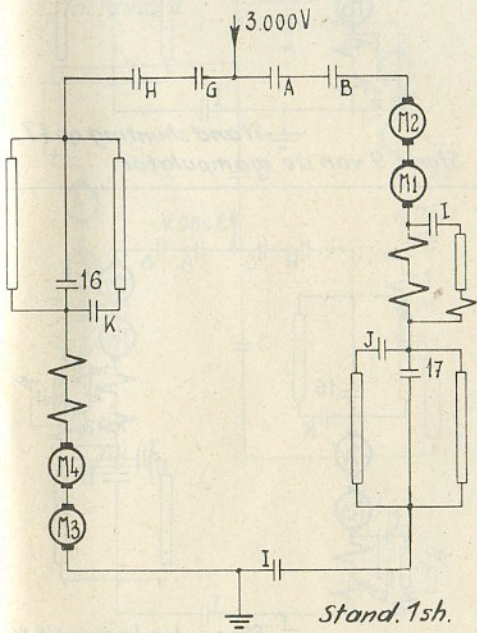 3.000V
H G A B
M2
M1
I
16
K.
J 17
M4
M3
I
Stand. 1sh.